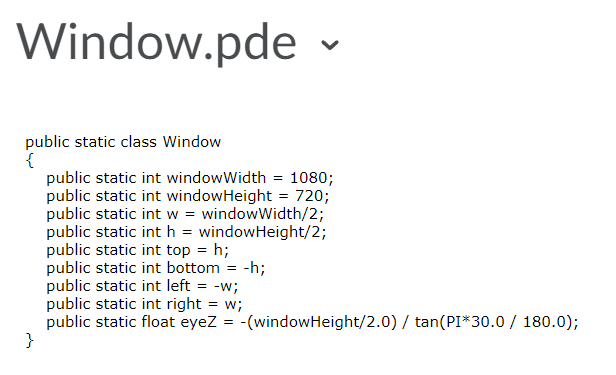 Window.pde
public static class Window
{
public static int windowWidth = 1080;
public static int windowHeight = 720;
public static int w = windowWidth/2;
public static int h = windowHeight/2;
public static int top = h;
public static int bottom = -h;
public static int left = -w;
public static int right = w;
public static float eyeZ = -(windowHeight/2.0) / tan(PI*30.0 / 180.0);
}